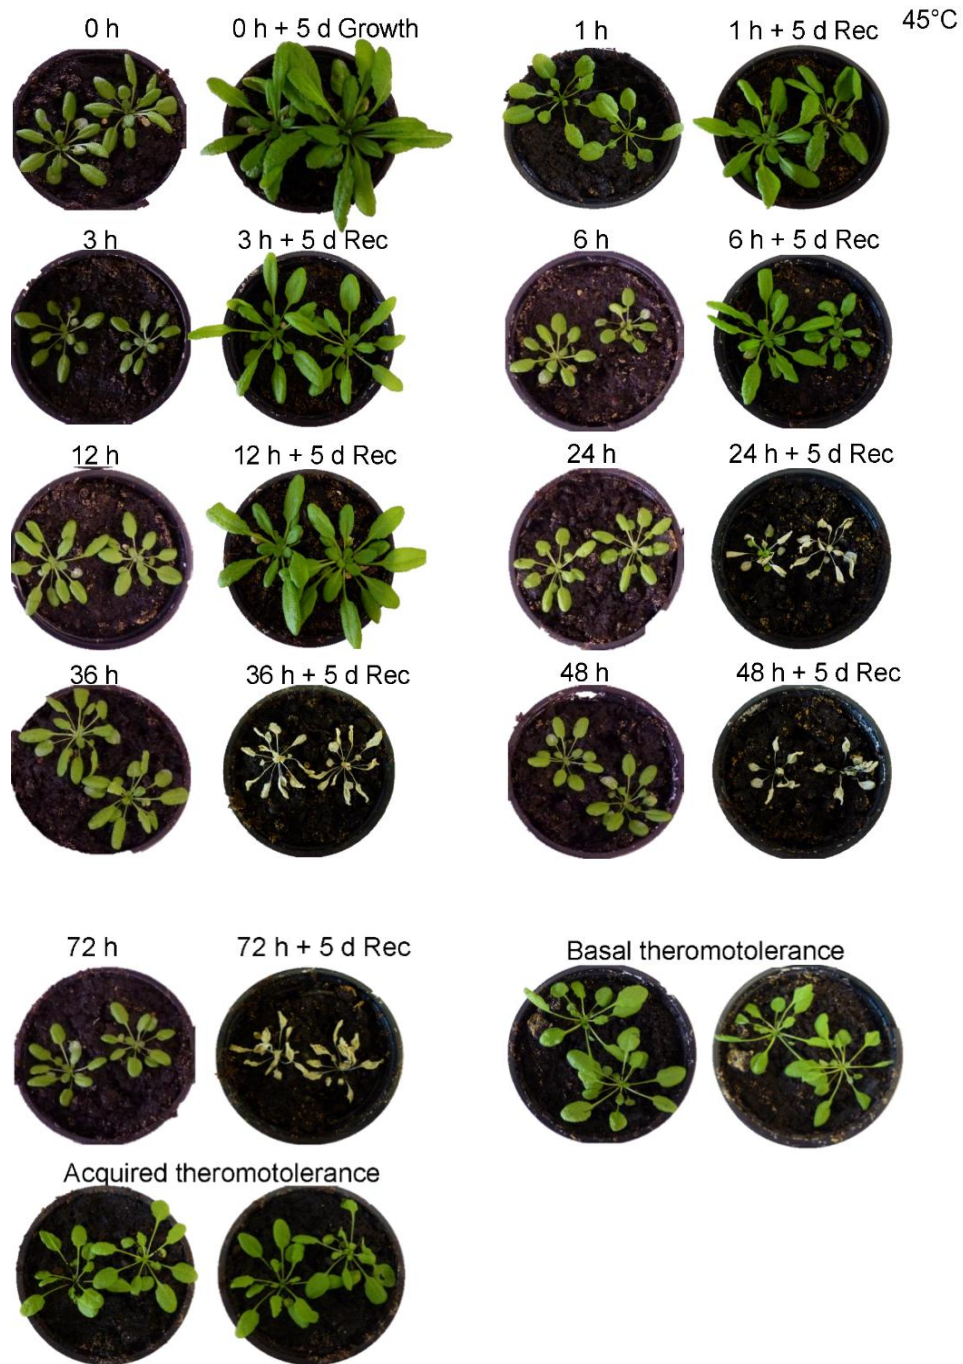 45°C
0 h
0 h + 5 d Growth
1 h
1 h + 5 d Rec
3 h
3 h + 5 d Rec
6 h
6 h + 5 d Rec
12 h
12 h + 5 d Rec
24 h
24 h + 5 d Rec
36 h
36 h + 5 d Rec
48 h
48 h + 5 d Rec
72 h
72 h + 5 d Rec
Basal theromotolerance
Acquired theromotolerance